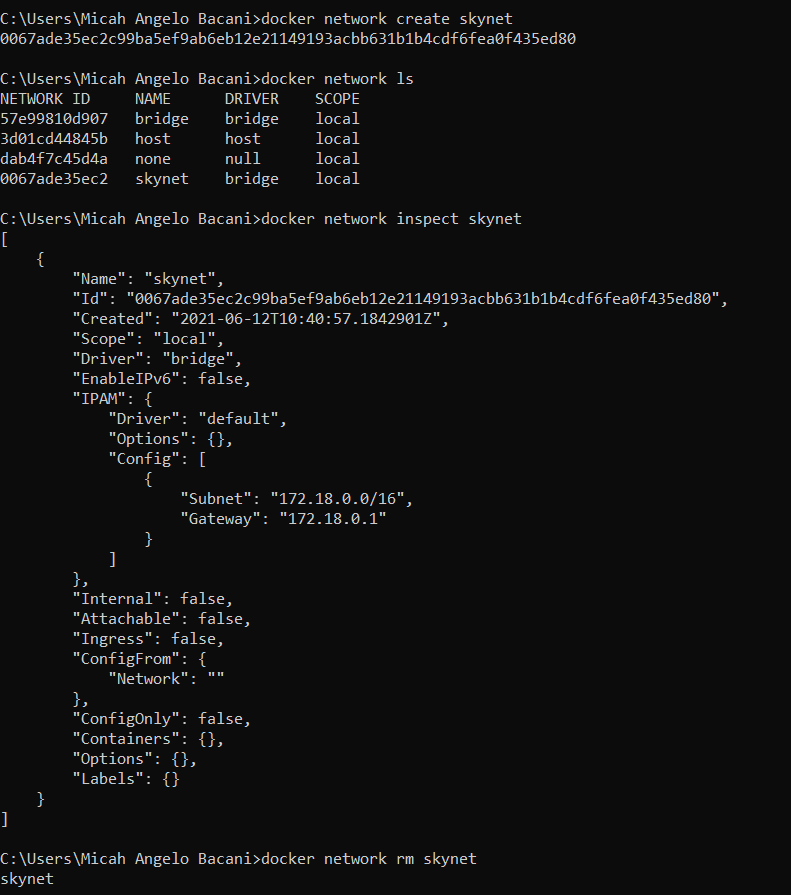 C:\Users\Micah Angelo Bacani>docker network create skynet
0067ade35ec2c99ba5ef9ab6eb12e21149193acbb631b1b4cdf6fea0f435ed80
C:\Users\Micah Angelo Bacani>docker network ls
NETWORK ID     NAME      DRIVER    SCOPE
57e99810d907   bridge    bridge    local
3d01cd44845b   host      host      local
dab4f7c45d4a   none      null      local
0067ade35ec2   skynet    bridge    local
C:\Users\Micah Angelo Bacani>docker network inspect skynet
[
    {
        "Name": "skynet",
        "Id": "0067ade35ec2c99ba5ef9ab6eb12e21149193acbb631b1b4cdf6fea0f435ed80",
        "Created": "2021-06-12T10:40:57.1842901Z",
        "Scope": "local",
        "Driver": "bridge",
        "EnableIPv6": false,
        "IPAM": {
            "Driver": "default",
            "Options": {},
            "Config": [
                {
                    "Subnet": "172.18.0.0/16",
                    "Gateway": "172.18.0.1"
                }
            ]
        },
        "Internal": false,
        "Attachable": false,
        "Ingress": false,
        "ConfigFrom": {
            "Network": ""
        },
        "ConfigOnly": false,
        "Containers": {},
        "Options": {},
        "Labels": {}
    }
]
C:\Users\Micah Angelo Bacani>docker network rm skynet
skynet